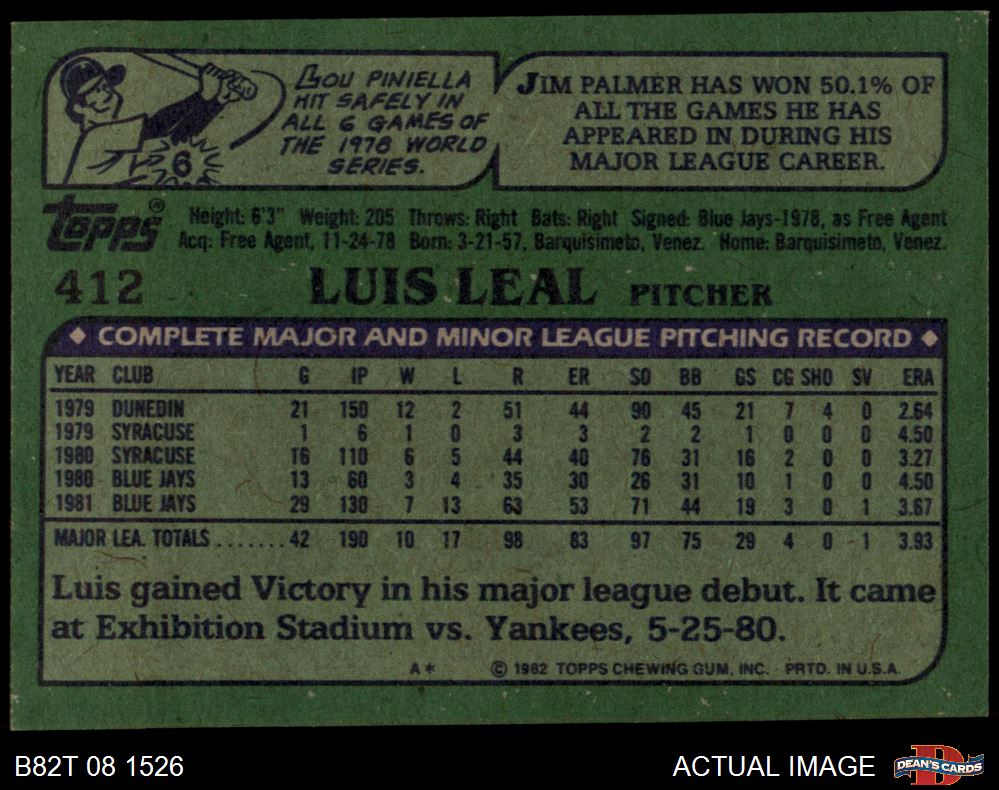 LOU PINIELLA
HIT SAFELY IN
ALL 6 GAMES OF
THE 1978 WORLD
SERIES.
6
JIM PALMER HAS WON 50.1% OF
ALL THE GAMES HE HAS
APPEARED IN DURING HIS
MAJOR LEAGUE CAREER.
TOPPS®
Height: 6'3" Weight: 205 Throws: Right Bats: Right Signed: Blue Jays-1978, as Free Agent
Acq: Free Agent, 11-24-78 Born: 3-21-57, Barquisimeto, Venez. Home: Barquisimeto, Venez.
412 LUIS LEAL PITCHER
◆ COMPLETE MAJOR AND MINOR LEAGUE PITCHING RECORD ◆
YEAR CLUB G IP W L R ER SO BB GS CG SHO SV ERA
1979 DUNEDIN 21 150 12 2 51 44 90 45 21 7 4 0 2.64
1979 SYRACUSE 1 6 1 0 3 3 2 2 1 0 0 0 4.50
1980 SYRACUSE 16 110 6 5 44 40 76 31 16 2 0 0 3.27
1980 BLUE JAYS 13 60 3 4 35 30 26 31 10 1 0 0 4.50
1981 BLUE JAYS 29 130 7 13 63 53 71 44 19 3 0 1 3.67
MAJOR LEA. TOTALS ....... 42 190 10 17 98 83 97 75 29 4 0 1 3.93
Luis gained Victory in his major league debut. It came
at Exhibition Stadium vs. Yankees, 5-25-80.
A* © 1982 TOPPS CHEWING GUM, INC. PRTD. IN U.S.A.
B82T 08 1526 ACTUAL IMAGE DEAN'S CARDS